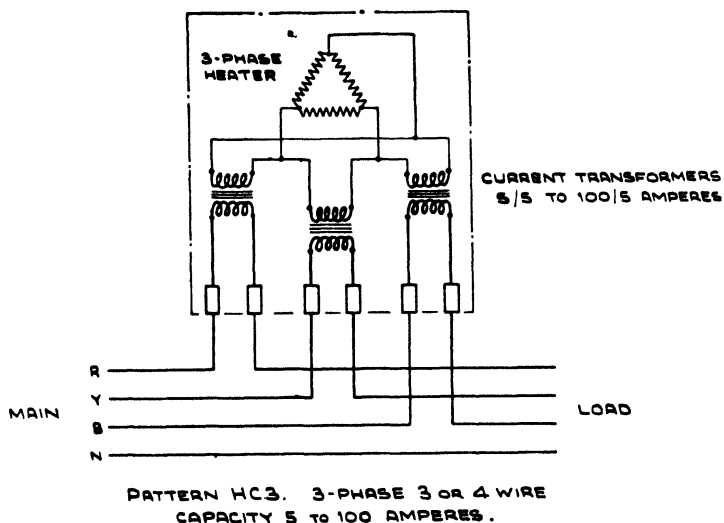 3-PHASE
HEATER
CURRENT TRANSFORMERS
5/5 TO 100/5 AMPERES
R
MAIN
Y
B
N
LOAD
PATTERN HC3. 3-PHASE 3 OR 4 WIRE
CAPACITY 5 TO 100 AMPERES.